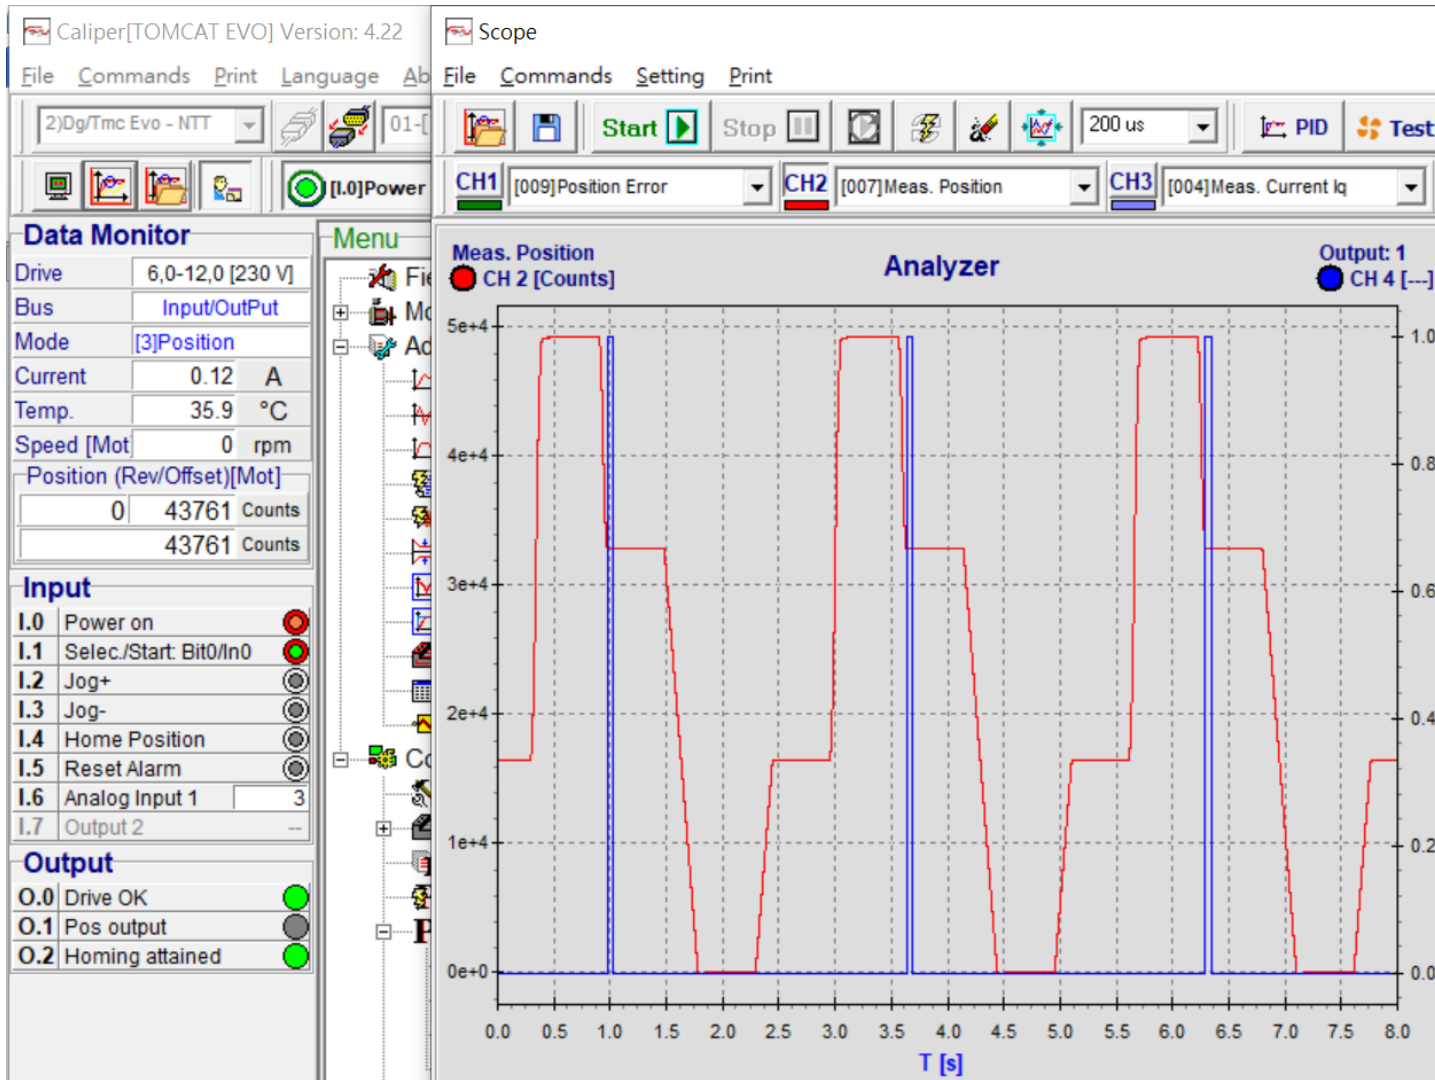 Caliper[TOMCAT EVO] Version: 4.22
File Commands Print Language Ab
2)Dg/Tmc Evo - NTT 01-[
[I.0]Power
Data Monitor
Drive 6,0-12,0 [230 V]
Bus Input/OutPut
Mode [3]Position
Current 0.12 A
Temp. 35.9 °C
Speed [Mot 0 rpm
Position (Rev/Offset)[Mot]
0 43761 Counts
43761 Counts
Input
I.0 Power on
I.1 Selec./Start: Bit0/In0
I.2 Jog+
I.3 Jog-
I.4 Home Position
I.5 Reset Alarm
I.6 Analog Input 1 3
I.7 Output 2 --
Output
O.0 Drive OK
O.1 Pos output
O.2 Homing attained
Menu
Fie
Mo
Ad
Co
P
Scope
File Commands Setting Print
Start Stop 200 us PID Test
CH1 [009]Position Error CH2 [007]Meas. Position CH3 [004]Meas. Current Iq
Meas. Position
CH 2 [Counts]
Analyzer
Output: 1
CH 4 [---]
5e+4
4e+4
3e+4
2e+4
1e+4
0e+0
1.0
0.8
0.6
0.4
0.2
0.0
0.0 0.5 1.0 1.5 2.0 2.5 3.0 3.5 4.0 4.5 5.0 5.5 6.0 6.5 7.0 7.5 8.0
T [s]